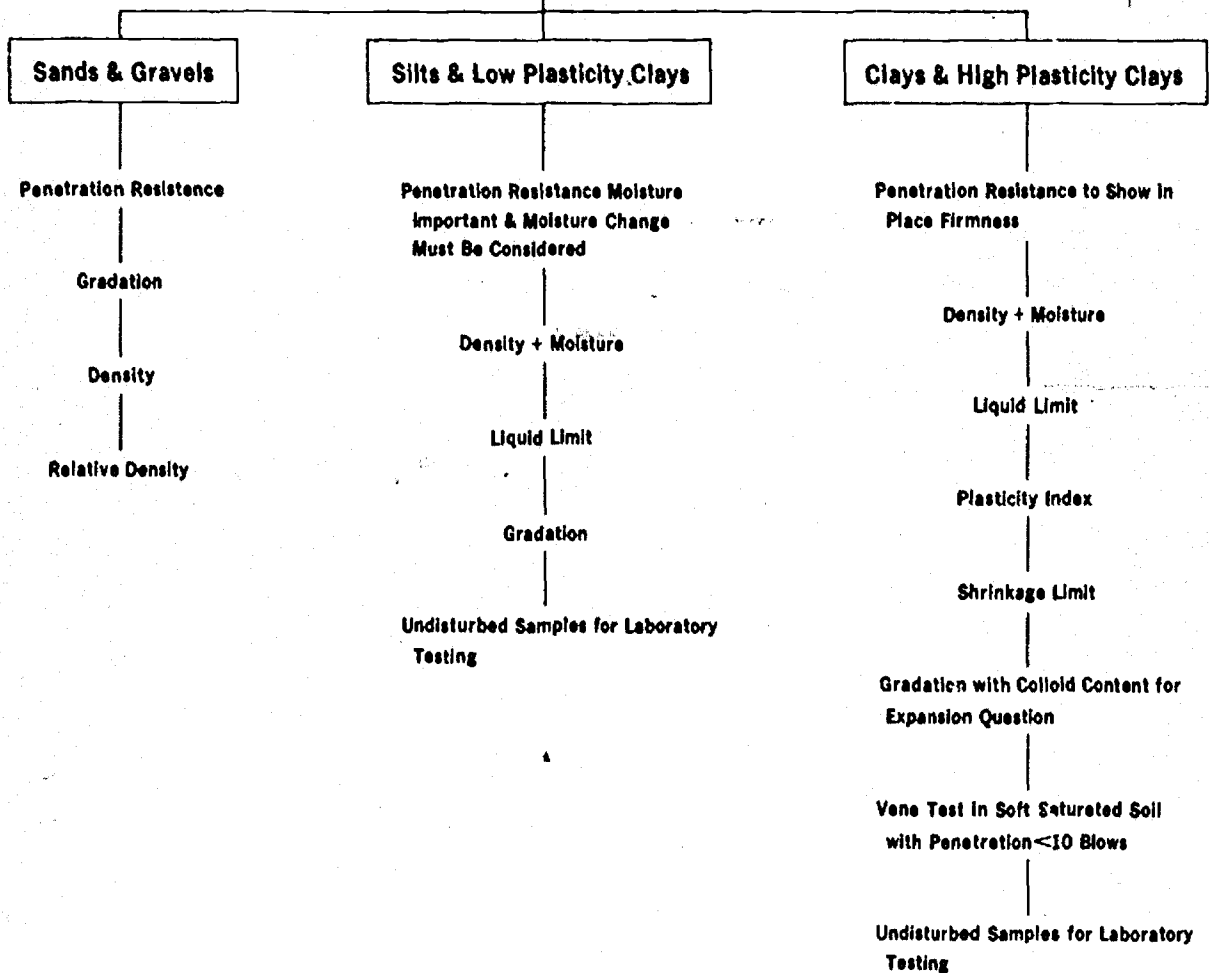 Sands & Gravels
Penetration Resistence
Gradation
Density
Relative Density
Silts & Low Plasticity Clays
Penetration Resistance Moisture
Important & Moisture Change
Must Be Considered
Density + Moisture
Liquid Limit
Gradation
Undisturbed Samples for Laboratory
Testing
Clays & High Plasticity Clays
Penetration Resistance to Show in
Place Firmness
Density + Moisture
Liquid Limit
Plasticity Index
Shrinkage Limit
Gradation with Colloid Content for
Expansion Question
Vane Test in Soft Saturated Soil
with Penetration<10 Blows
Undisturbed Samples for Laboratory
Testing